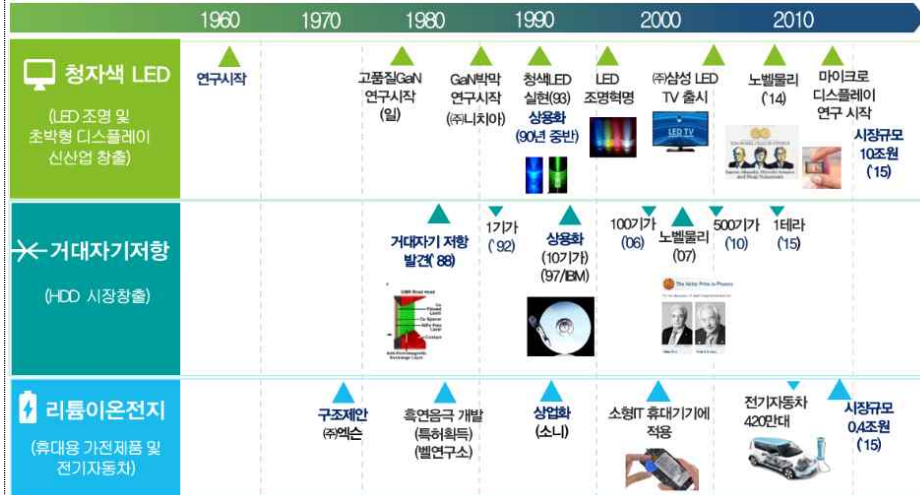 1960 1970 1980 1990 2000 2010
청자색 LED
(LED 조명 및
초박형 디스플레이
신산업 창출)
연구시작
고품질GaN
연구시작
(일)
GaN박막
연구시작
(㈜니치아)
청색LED
실현(93)
상용화
(90년 중반)
LED
조명혁명
㈜삼성 LED
TV 출시
LED TV
노벨물리
('14)
마이크로
디스플레이
연구 시작
시장규모
10조원
('15)
거대자기저항
(HDD 시장창출)
거대자기 저항
발견('88)
1기가
('92)
상용화
(10기가)
(97/IBM)
100기가
('06)
노벨물리
('07)
500기가
('10)
1테라
('15)
The Nobel Prize in Physics
리튬이온전지
(휴대용 가전제품 및
전기자동차)
구조제안
㈜엑슨
흑연음극 개발
(특허획득)
(벨연구소)
상업화
(소니)
소형IT 휴대기기에
적용
전기자동차
420만대
시장규모
0.4조원
('15)